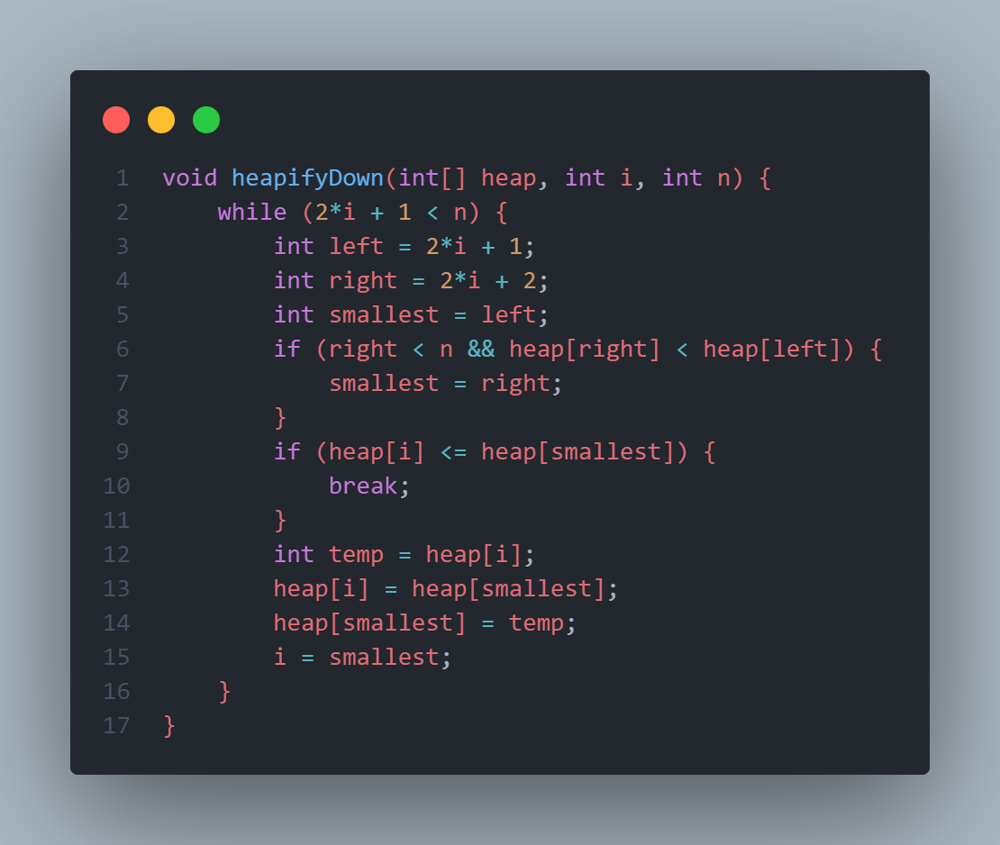 1 void heapifyDown(int[] heap, int i, int n) {
2     while (2*i + 1 < n) {
3         int left = 2*i + 1;
4         int right = 2*i + 2;
5         int smallest = left;
6         if (right < n && heap[right] < heap[left]) {
7             smallest = right;
8         }
9         if (heap[i] <= heap[smallest]) {
10             break;
11         }
12         int temp = heap[i];
13         heap[i] = heap[smallest];
14         heap[smallest] = temp;
15         i = smallest;
16     }
17 }